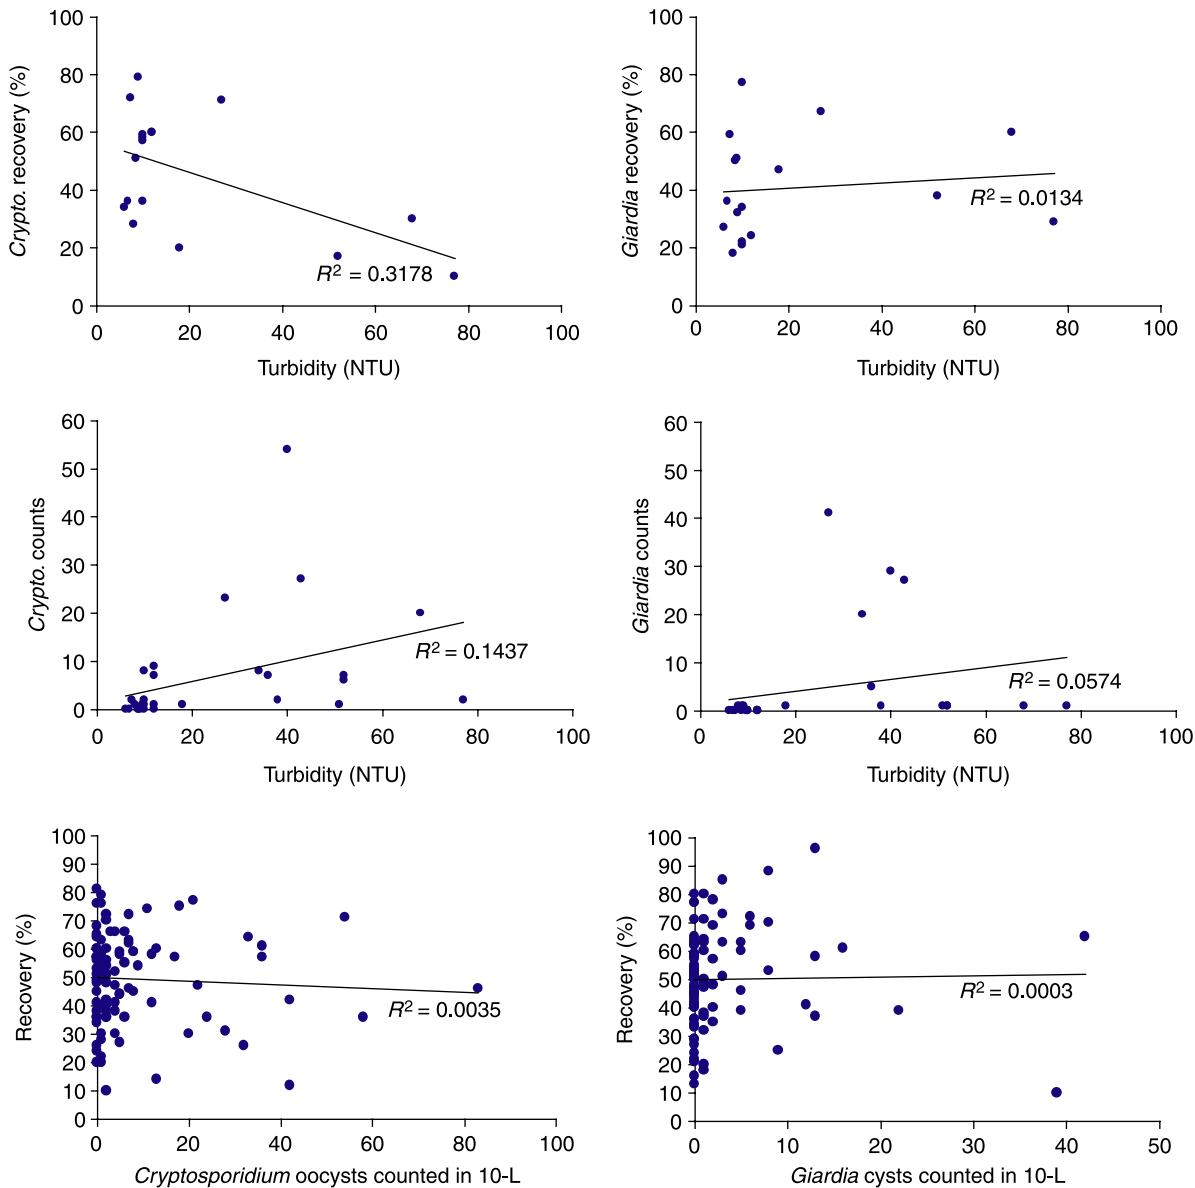 100
80
60
40
20
0
Crypto. recovery (%)
R² = 0.3178
0 20 40 60 80 100
Turbidity (NTU)
100
80
60
40
20
0
Giardia recovery (%)
R² = 0.0134
0 20 40 60 80 100
Turbidity (NTU)
60
50
40
30
20
10
0
Crypto. counts
R² = 0.1437
0 20 40 60 80 100
Turbidity (NTU)
60
50
40
30
20
10
0
Giardia counts
R² = 0.0574
0 20 40 60 80 100
Turbidity (NTU)
100
90
80
70
60
50
40
30
20
10
0
Recovery (%)
R² = 0.0035
0 20 40 60 80 100
Cryptosporidium oocysts counted in 10-L
100
90
80
70
60
50
40
30
20
10
0
Recovery (%)
R² = 0.0003
0 10 20 30 40 50
Giardia cysts counted in 10-L